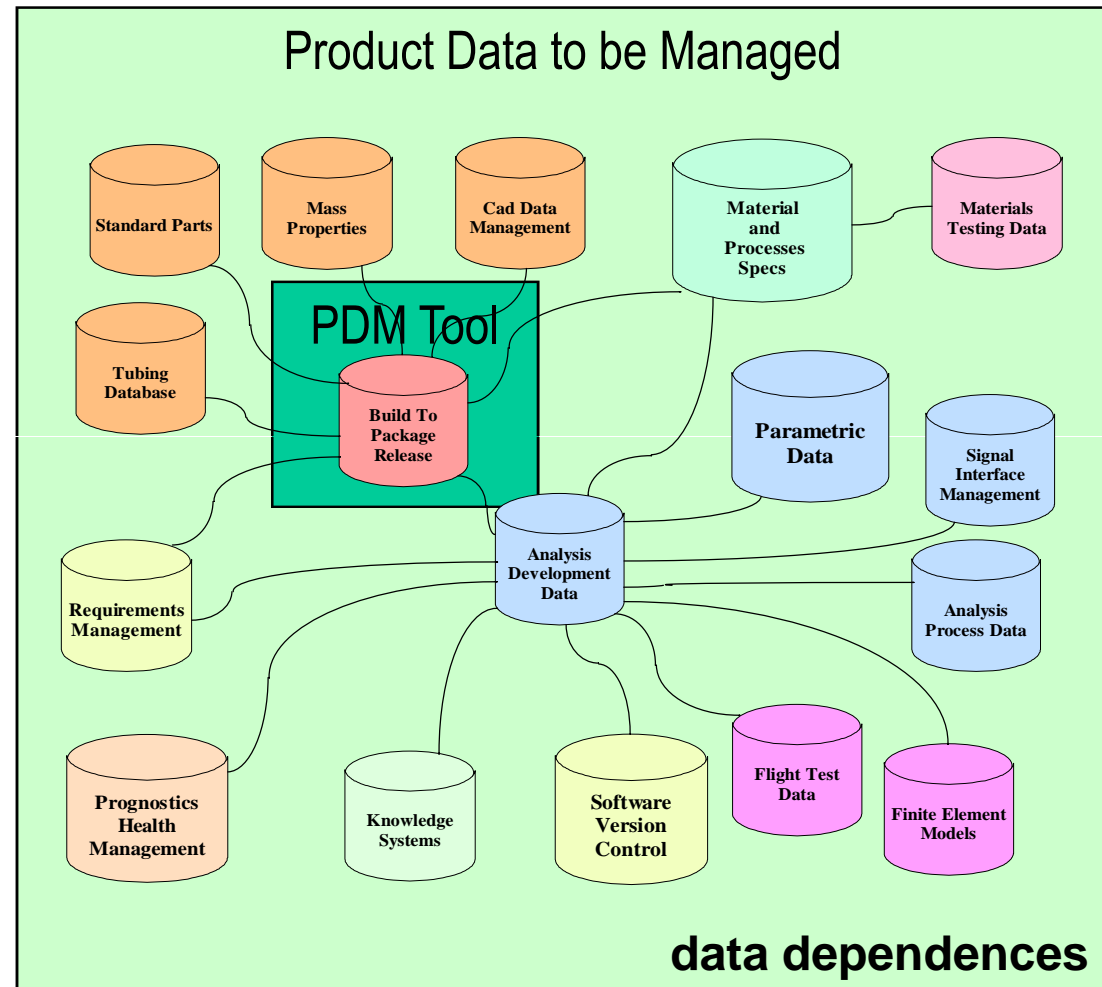 Product Data to be Managed
Standard Parts
Mass
Properties
Cad Data
Management
Material
and
Processes
Specs
Materials
Testing Data
PDM Tool
Tubing
Database
Build To
Package
Release
Parametric
Data
Signal
Interface
Management
Analysis
Development
Data
Requirements
Management
Analysis
Process Data
Prognostics
Health
Management
Knowledge
Systems
Software
Version
Control
Flight Test
Data
Finite Element
Models
data dependences